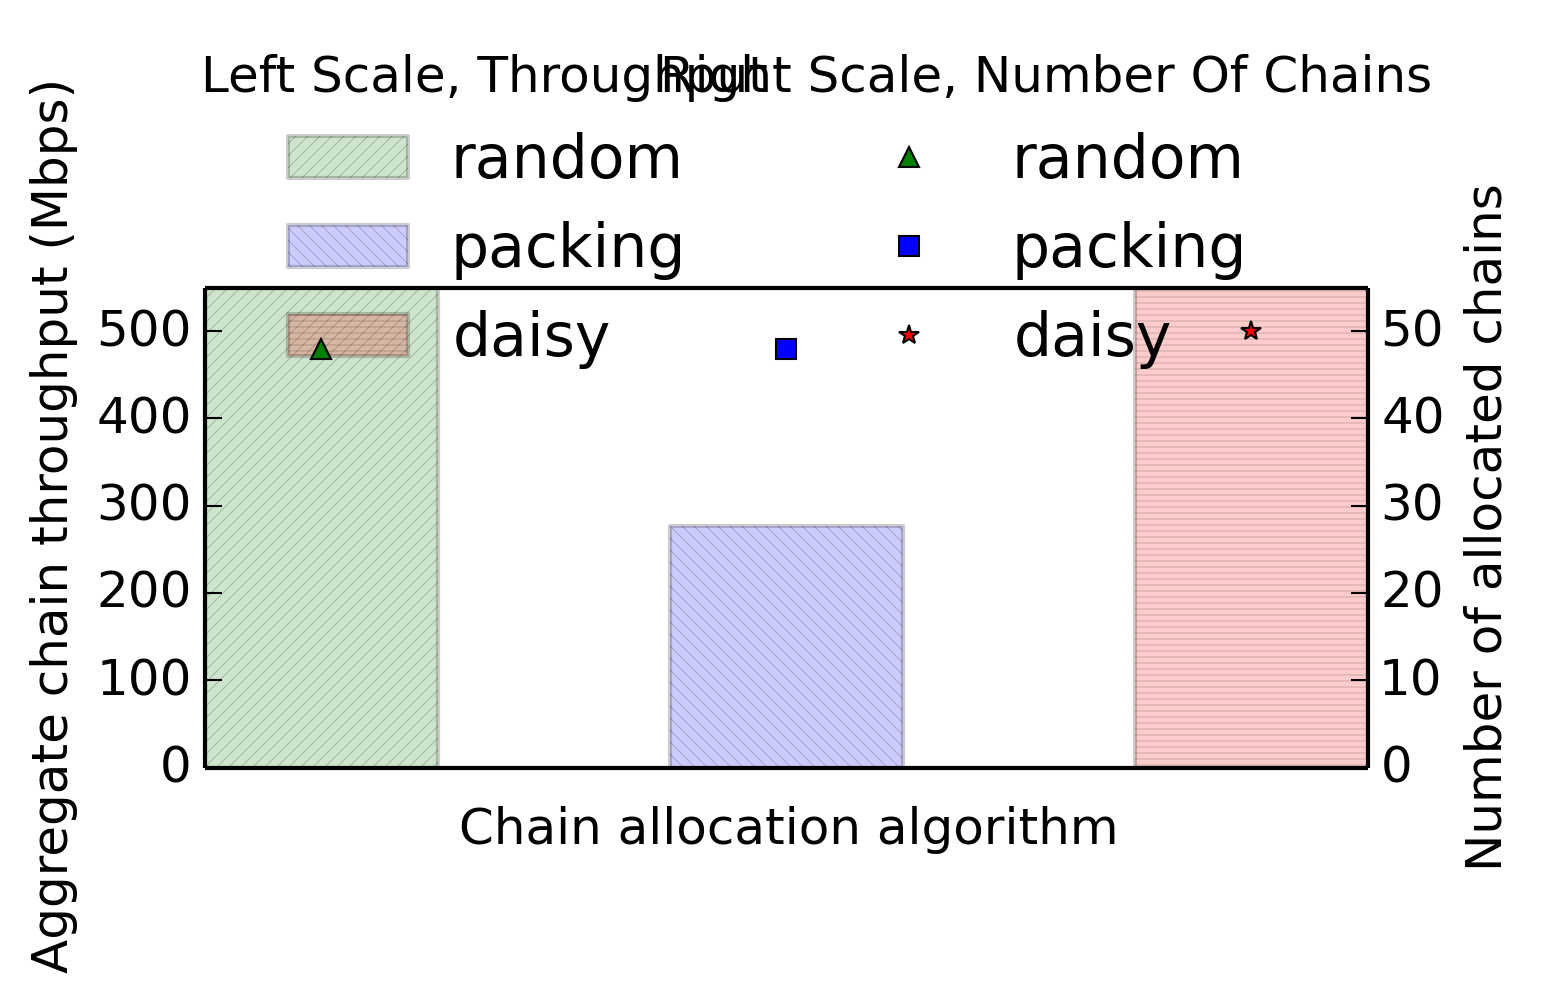 Left Scale, Throughput
Right Scale, Number Of Chains
random
packing
daisy
random
packing
daisy
Aggregate chain throughput (Mbps)
500
400
300
200
100
0
Number of allocated chains
50
40
30
20
10
0
Chain allocation algorithm